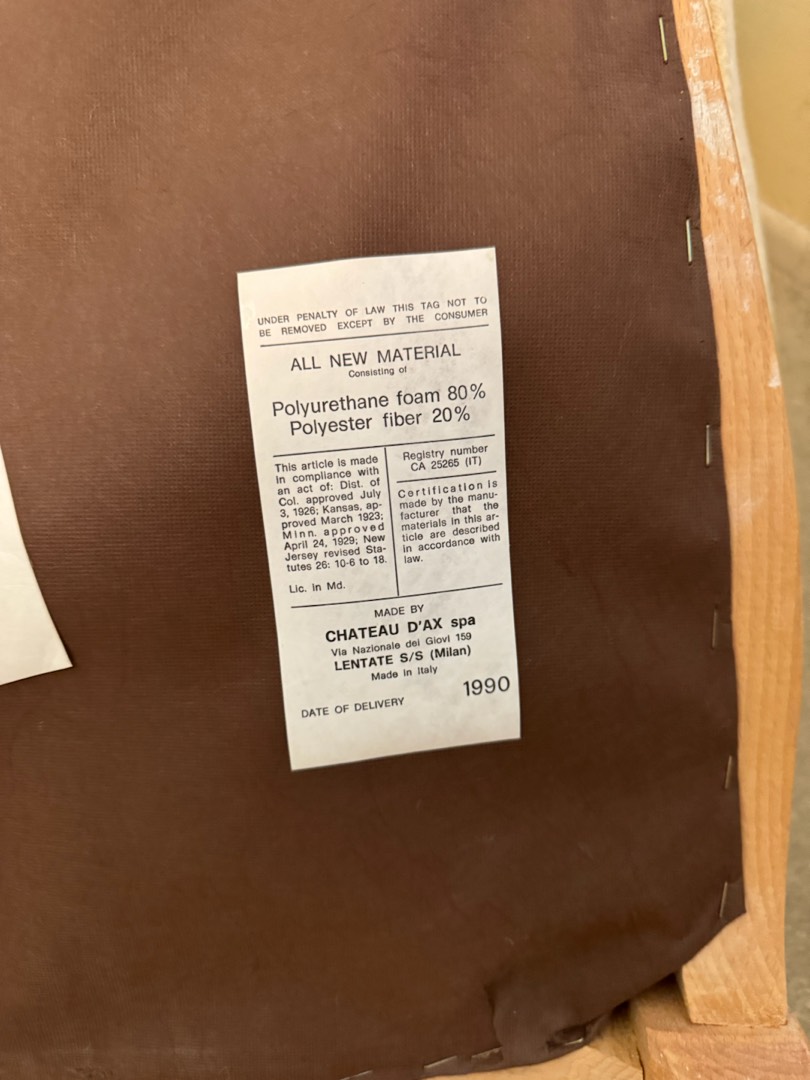 UNDER PENALTY OF LAW THIS TAG NOT TO
BE REMOVED EXCEPT BY THE CONSUMER
ALL NEW MATERIAL
Consisting of
Polyurethane foam 80%
Polyester fiber 20%
This article is made
in compliance with
an act of: Dist. of
Col. approved July
3, 1926; Kansas, ap-
proved March 1923;
Minn. approved
April 24, 1929; New
Jersey revised Sta-
tutes 26: 10-6 to 18.
Lic. in Md.
Registry number
CA 25265 (IT)
Certification is
made by the manu-
facturer that the
materials in this ar-
ticle are described
in accordance with
law.
MADE BY
CHATEAU D'AX spa
Via Nazionale dei Giovi 159
LENTATE S/S (Milan)
Made in Italy
1990
DATE OF DELIVERY